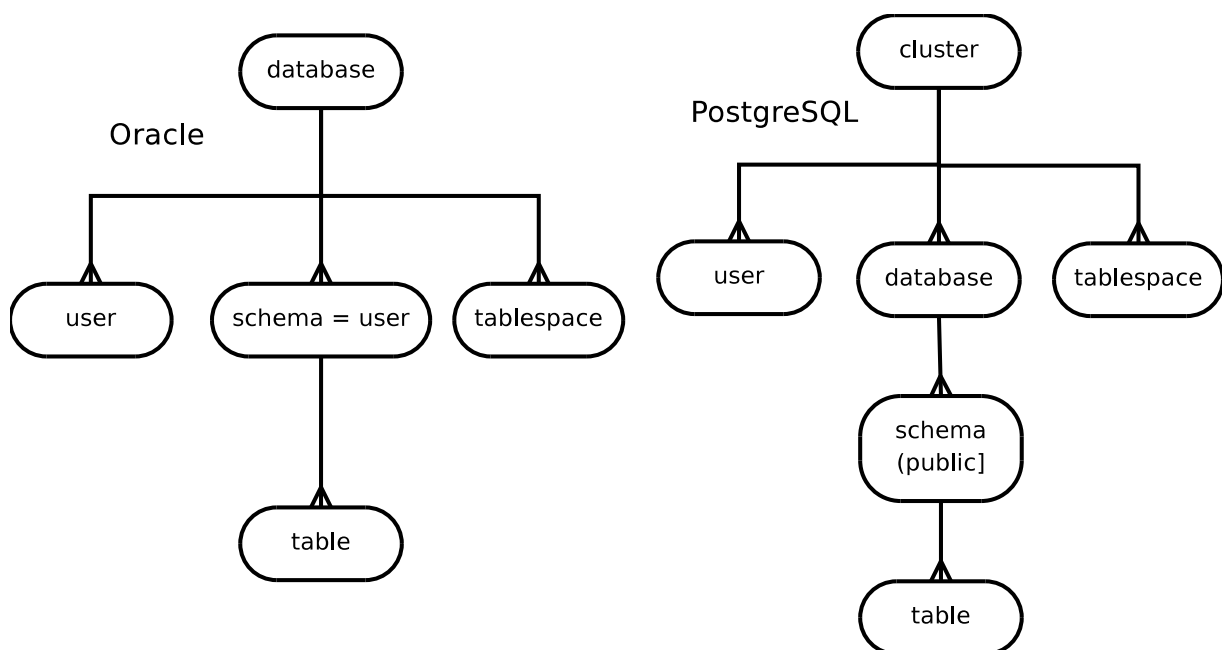 Oracle
database
user
schema = user
tablespace
table
PostgreSQL
cluster
user
database
tablespace
schema
(public]
table